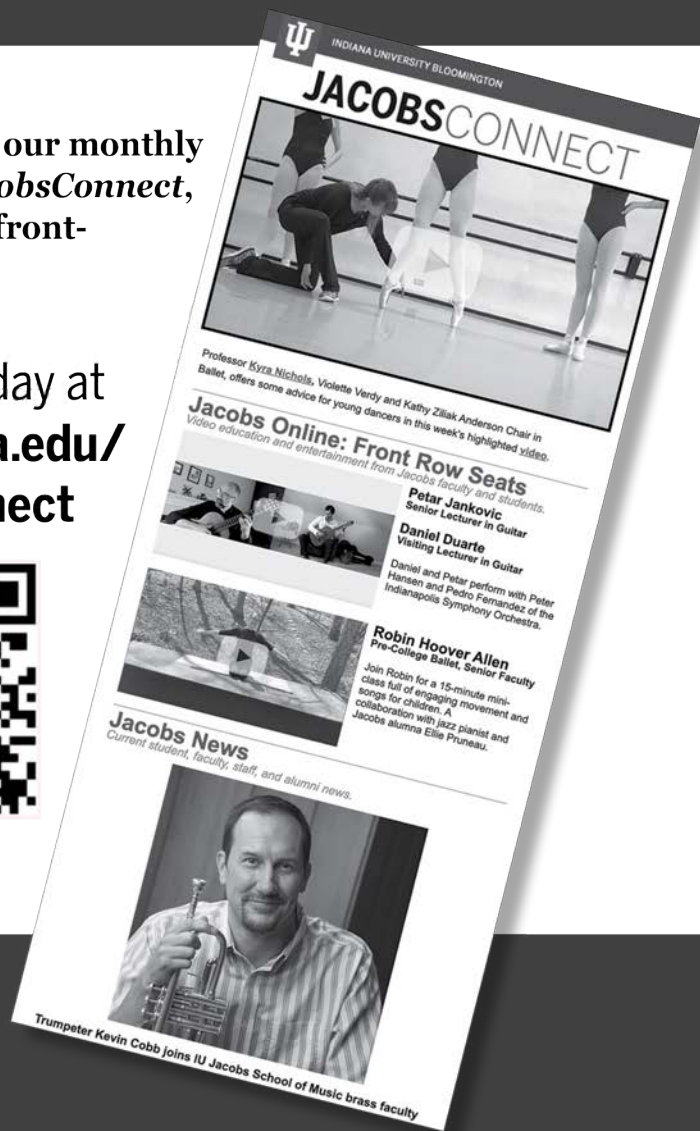 our monthly
obsConnect,
front-
day at
a.edu/
nect
INDIANA UNIVERSITY BLOOMINGTON
JACOBSCONNECT
Professor Kyra Nichols, Violette Verdy and Kathy Ziliak Anderson Chair in
Ballet, offers some advice for young dancers in this week's highlighted video.
Jacobs Online: Front Row Seats
Video education and entertainment from Jacobs faculty and students.
Petar Jankovic
Senior Lecturer in Guitar
Daniel Duarte
Visiting Lecturer in Guitar
Daniel and Petar perform with Peter
Hansen and Pedro Fernandez of the
Indianapolis Symphony Orchestra.
Robin Hoover Allen
Pre-College Ballet, Senior Faculty
Join Robin for a 15-minute mini-
class full of engaging movement and
songs for children. A
collaboration with jazz pianist and
Jacobs alumna Ellie Pruneau.
Jacobs News
Current student, faculty, staff, and alumni news.
Trumpeter Kevin Cobb joins IU Jacobs School of Music brass faculty